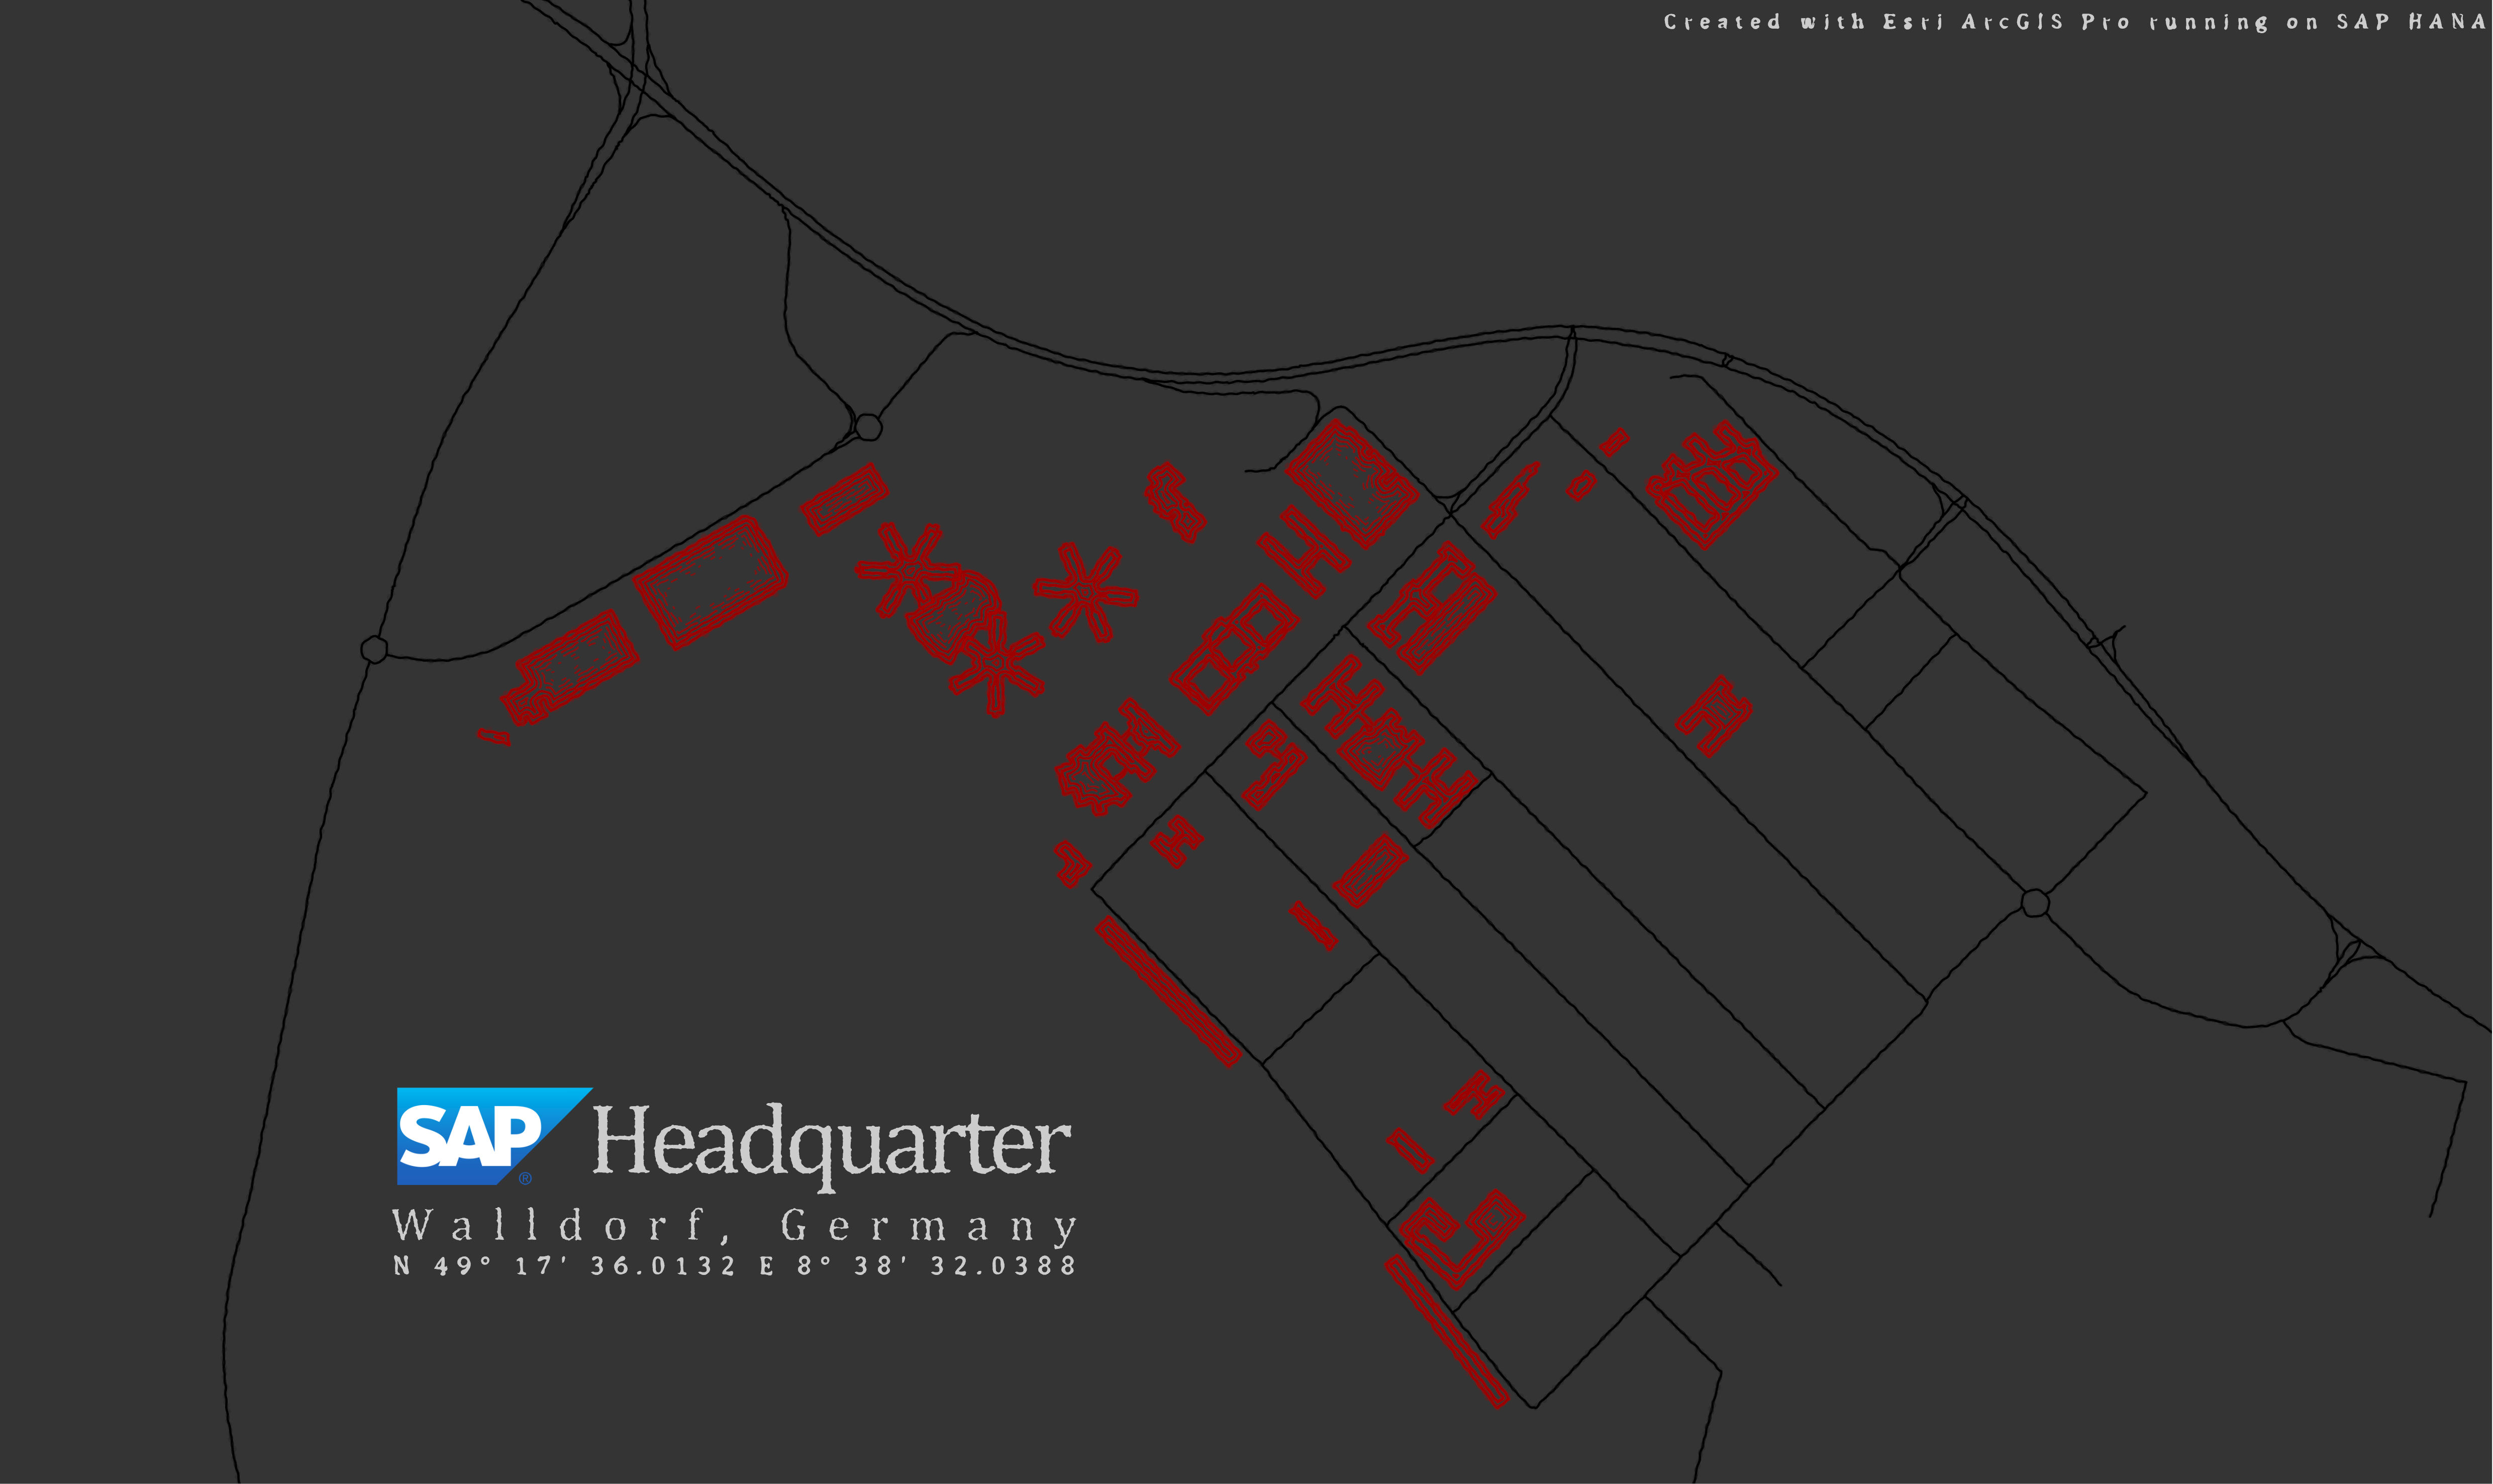 Created with Esri ArcGIS Pro running on SAP HANA
SAP® Headquarter
Walldorf, Germany
N 49° 17' 36.0132 E 8° 38' 32.0388